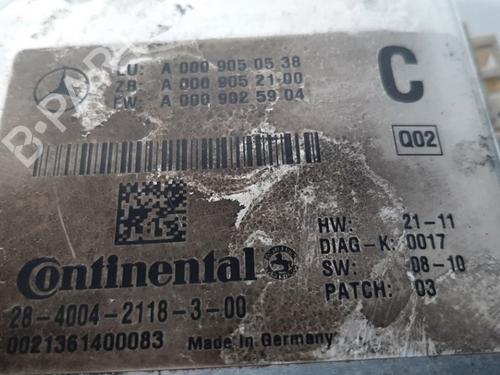 LU: A 000 905 05 38
ZB: A 000 905 21 00
FW: A 000 902 59 04
C
Q02
B-PARTS
HW: 21-11
DIAG-K: 0017
SW: 08-10
PATCH: 03
Continental
28-4004-2118-3-00
0021361400083 Made in Germany